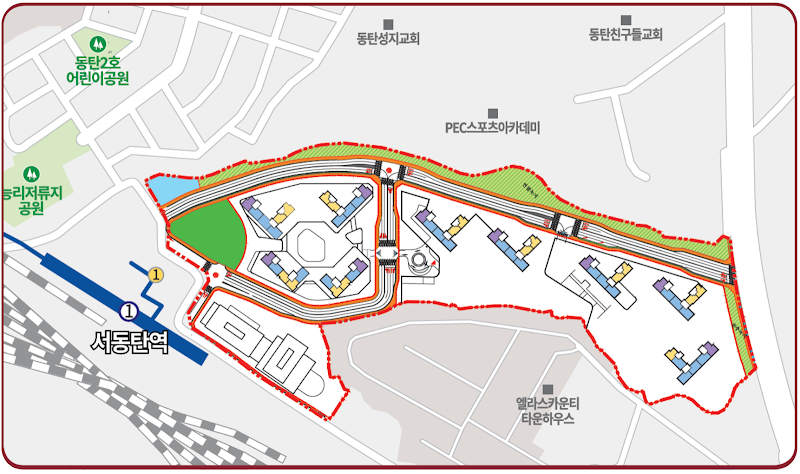 동탄성지교회
동탄친구들교회
동탄2호
어린이공원
PEC스포츠아카데미
능리저류지
공원
1
1
서동탄역
엘라스카운티
타운하우스